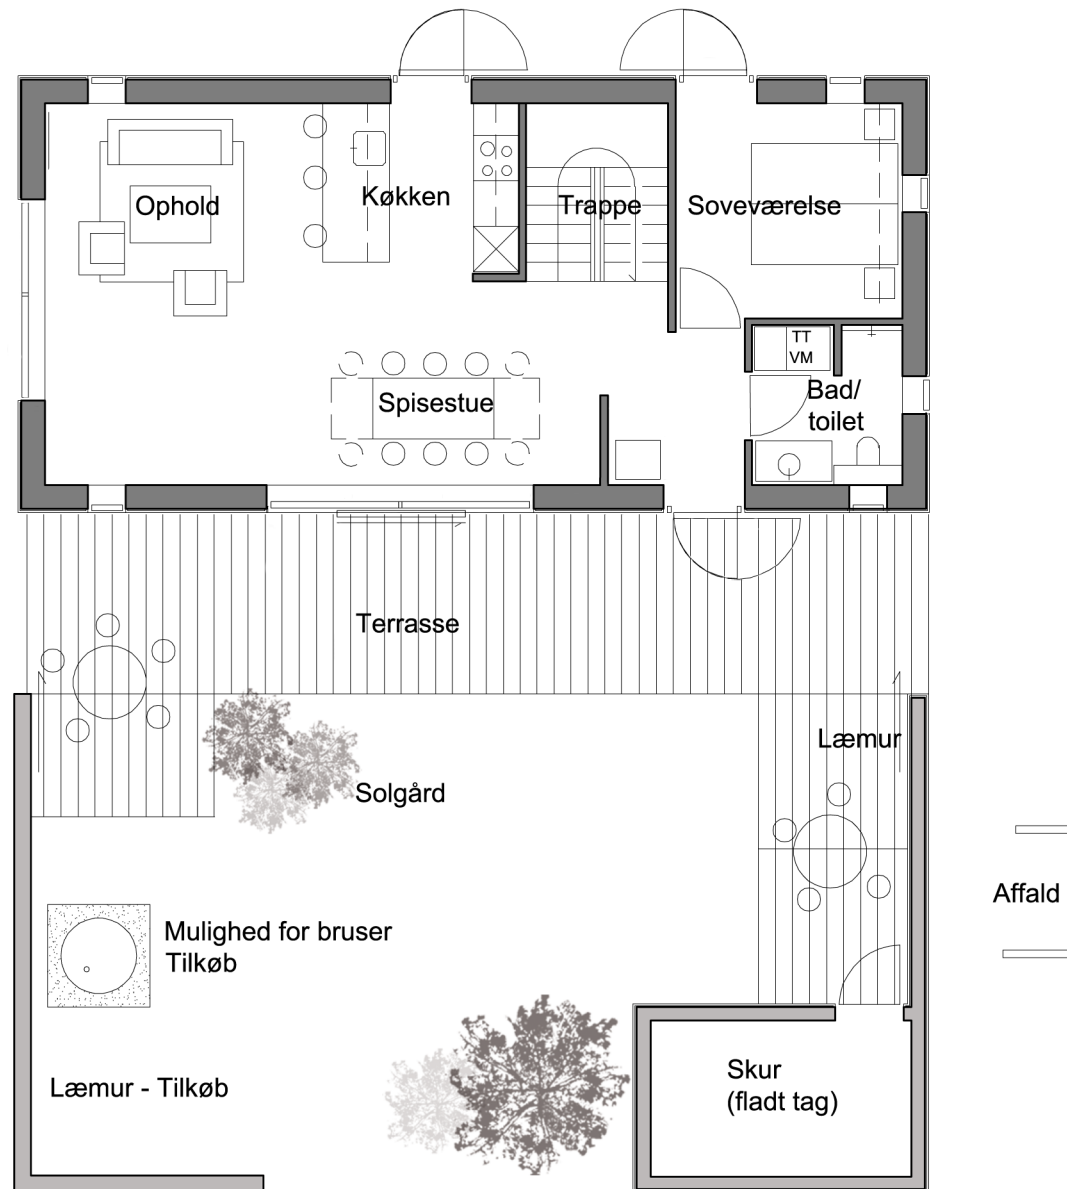 Ophold
Køkken
Trappe
Soveværelse
TT
VM
Bad/
toilet
Spisestue
Terrasse
Læmur
Solgård
Affald
Mulighed for bruser
Tilkøb
Læmur - Tilkøb
Skur
(fladt tag)